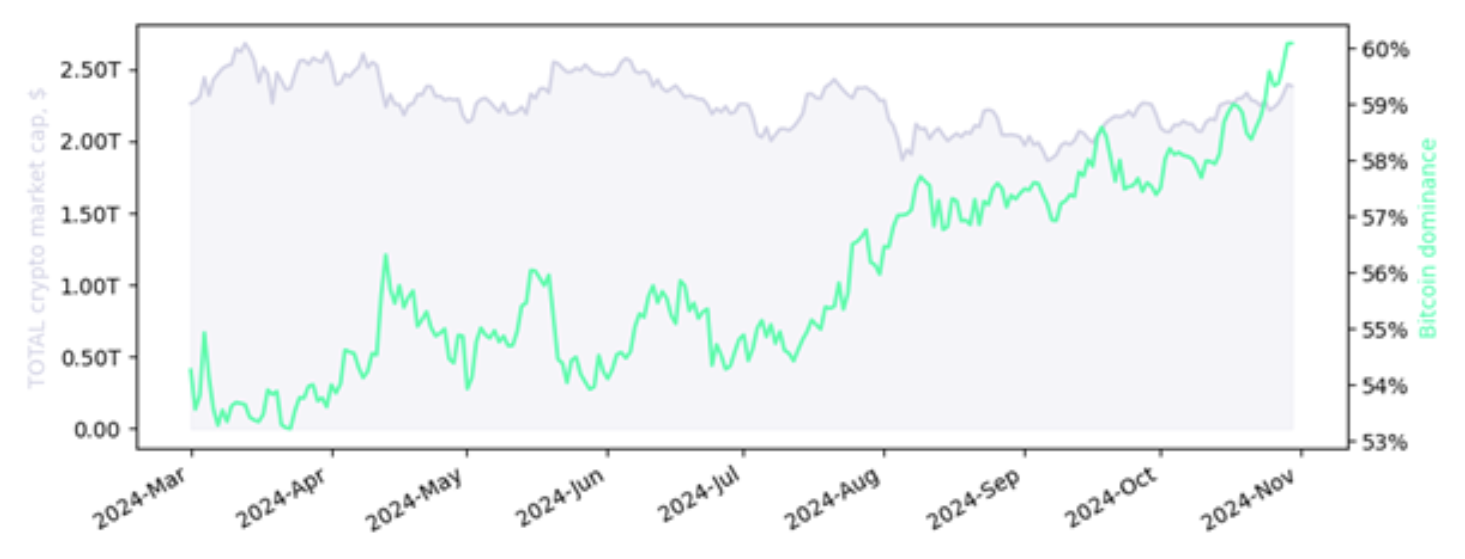 TOTAL crypto market cap, $
2.50T
2.00T
1.50T
1.00T
0.50T
0.00
60%
59%
58%
57%
56%
55%
54%
53%
Bitcoin dominance
2024-Mar
2024-Apr
2024-May
2024-Jun
2024-Jul
2024-Aug
2024-Sep
2024-Oct
2024-Nov